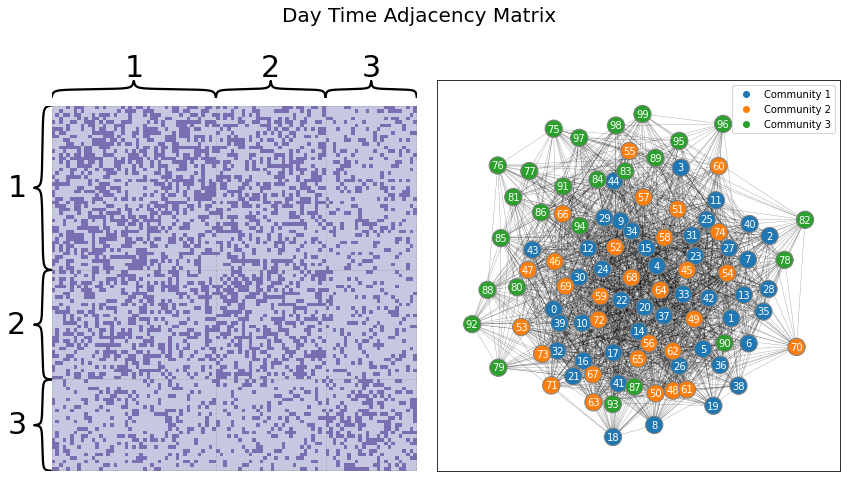 Day Time Adjacency Matrix
1 2 3
1
2
3
Community 1
Community 2
Community 3
99
98 96
75 97 95
55 89
76 77 84 83 44 3 60
91
81 57 11
86 66 29 9 51 25 40 82
94 34 74 2
85 43 12 52 15 58 31 27
46 23 7 78
47 30 24 68 4 45 54
88 80 69 59 64 33 42 13 28
0 22 20 35
92 53 39 10 72 37 49 1
14
73 32 56 62 5 90 6 70
79 16 17 65 26 36
21 67
71 41 87 50 48 61 38
63 93 19
18 8